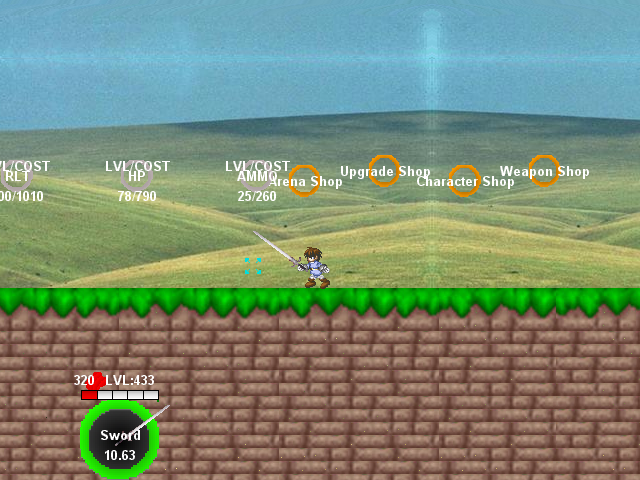 LVL/COST
RLT
00/1010
LVL/COST
HP
78/790
LVL/COST
AMMO
25/260
Arena Shop
Upgrade Shop
Character Shop
Weapon Shop
320
LVL:433
Sword
10.63